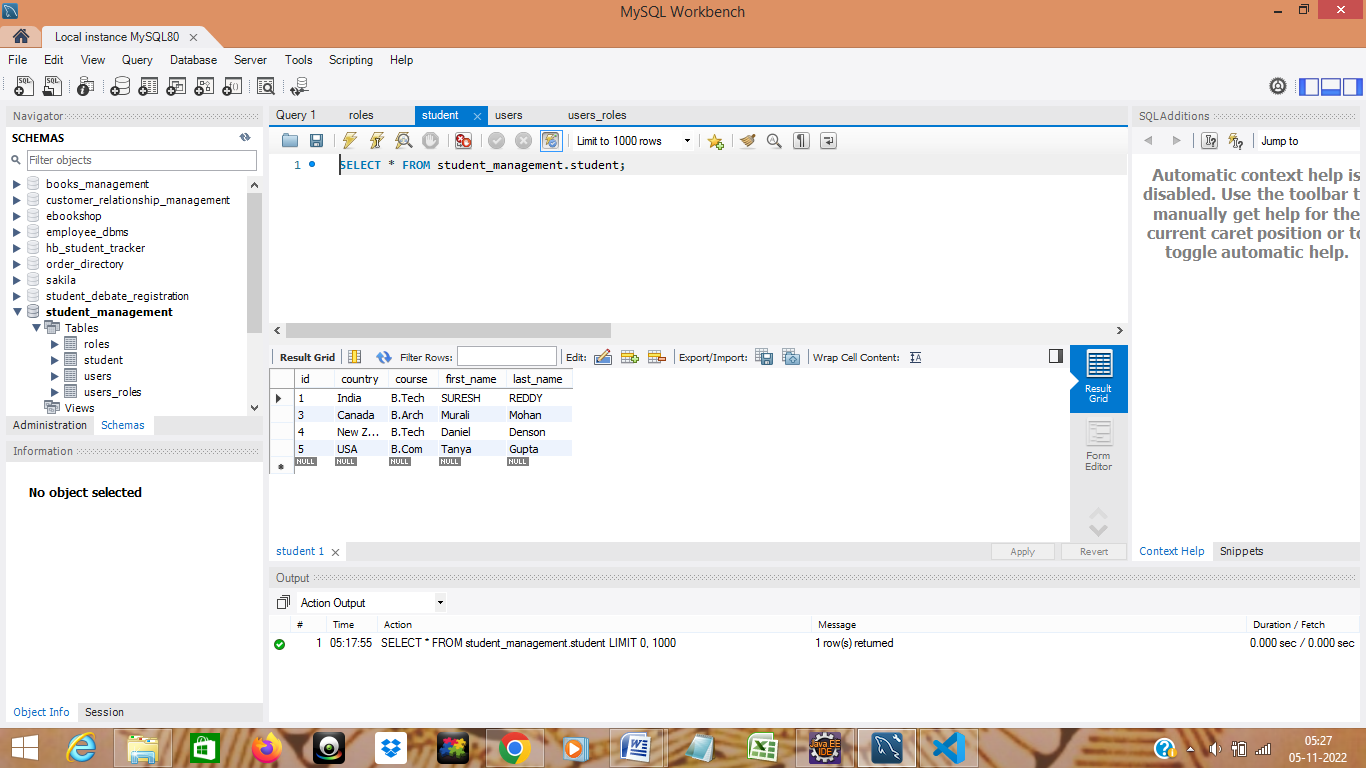 MySQL Workbench
Local instance MySQL80
File Edit View Query Database Server Tools Scripting Help
Navigator
SCHEMAS
Filter objects
books_management
customer_relationship_management
ebookshop
employee_dbms
hb_student_tracker
order_directory
sakila
student_debate_registration
student_management
Tables
roles
student
users
users_roles
Views
Administration Schemas
Information
No object selected
Object Info Session
Query 1 roles student users users_roles
Limit to 1000 rows
1 SELECT * FROM student_management.student;
Result Grid Filter Rows: Edit: Export/Import: Wrap Cell Content:
id country course first_name last_name
1 India B.Tech SURESH REDDY
3 Canada B.Arch Murali Mohan
4 New Z... B.Tech Daniel Denson
5 USA B.Com Tanya Gupta
NULL NULL NULL NULL NULL
Result
Grid
Form
Editor
student 1
Apply Revert
SQLAdditions
Jump to
Automatic context help is
disabled. Use the toolbar t
manually get help for the
current caret position or to
toggle automatic help.
Context Help Snippets
Output
Action Output
# Time Action Message Duration / Fetch
1 05:17:55 SELECT * FROM student_management.student LIMIT 0, 1000 1 row(s) returned 0.000 sec / 0.000 sec
Java EE
IDE
05:27
05-11-2022